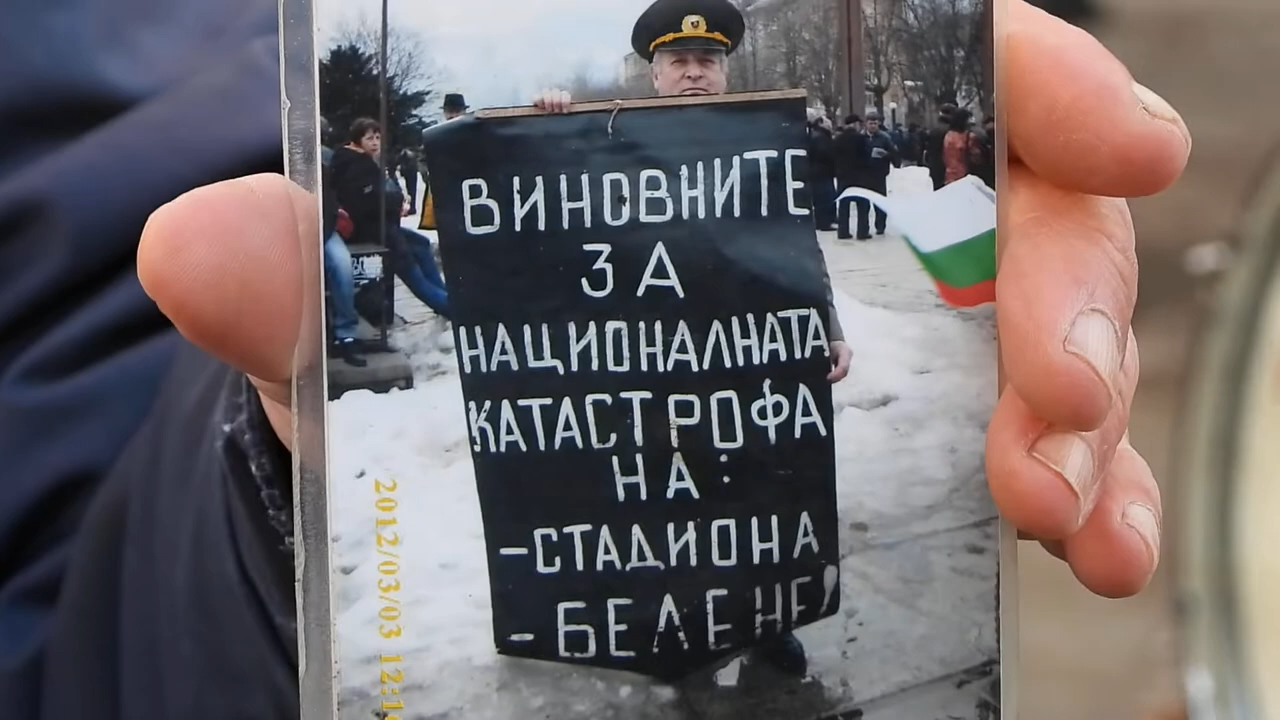 ВИНОВНИТЕ
ЗА
НАЦИОНАЛНАТА
КАТАСТРОФА
НА:
-СТАДИОНА
-БЕЛЕНЕ!
2012/03/03